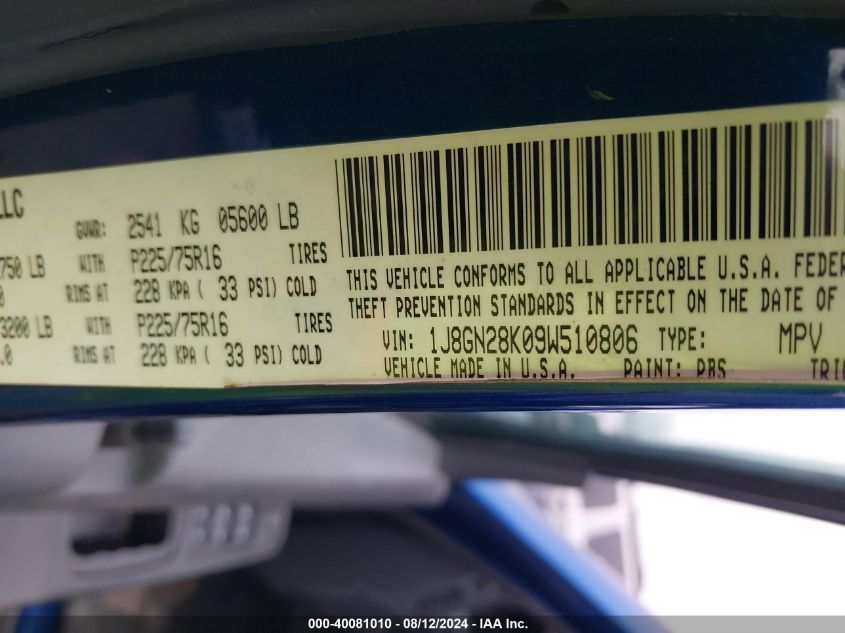 LLC
GVWR: 2541 KG 05600 LB
750 LB WITH P225/75R16 TIRES
0 RIMS AT 228 KPA ( 33 PSI) COLD
3200 LB WITH P225/75R16 TIRES
.0 RIMS AT 228 KPA ( 33 PSI) COLD
THIS VEHICLE CONFORMS TO ALL APPLICABLE U.S.A. FEDER
THEFT PREVENTION STANDARDS IN EFFECT ON THE DATE OF
VIN: 1J8GN28K09W510806 TYPE: MPV
VEHICLE MADE IN U.S.A. PAINT: PBS TRI
000-40081010 - 08/12/2024 - IAA Inc.